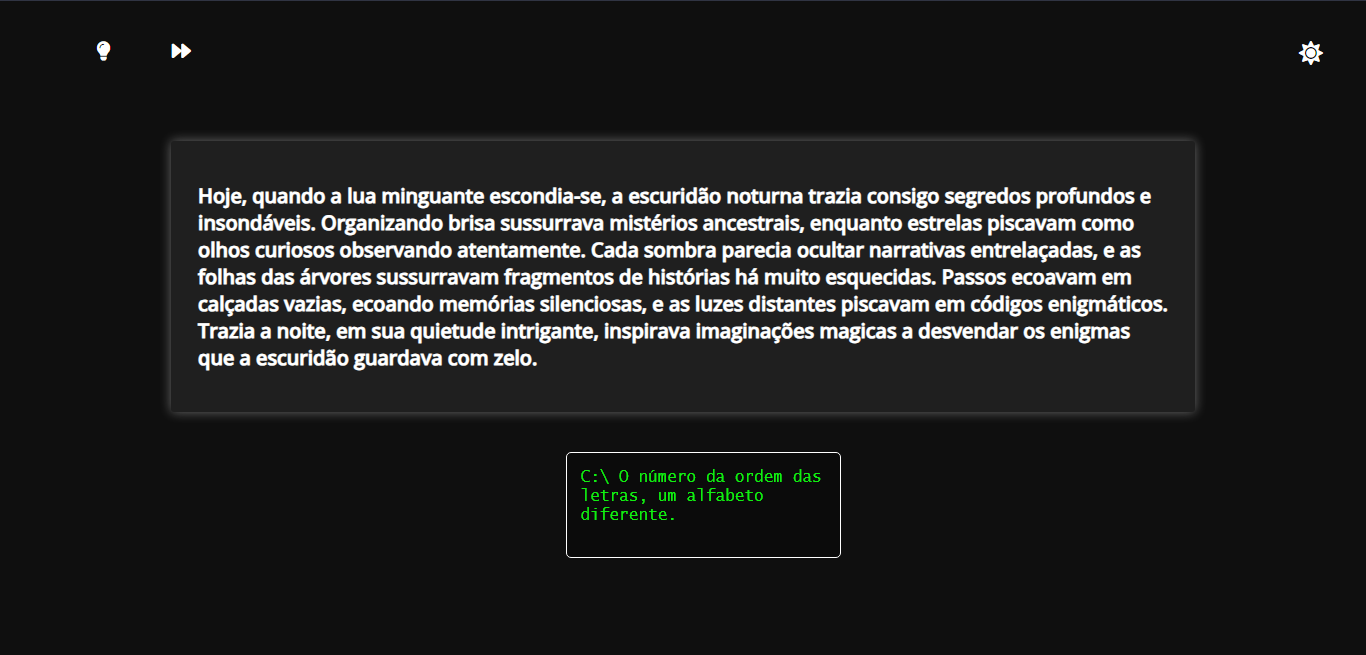 Hoje, quando a lua minguante escondia-se, a escuridão noturna trazia consigo segredos profundos e
insondáveis. Organizando brisa sussurrava mistérios ancestrais, enquanto estrelas piscavam como
olhos curiosos observando atentamente. Cada sombra parecia ocultar narrativas entrelaçadas, e as
folhas das árvores sussurravam fragmentos de histórias há muito esquecidas. Passos ecoavam em
calçadas vazias, ecoando memórias silenciosas, e as luzes distantes piscavam em códigos enigmáticos.
Trazia a noite, em sua quietude intrigante, inspirava imaginações magicas a desvendar os enigmas
que a escuridão guardava com zelo.
C:\ O número da ordem das
letras, um alfabeto
diferente.